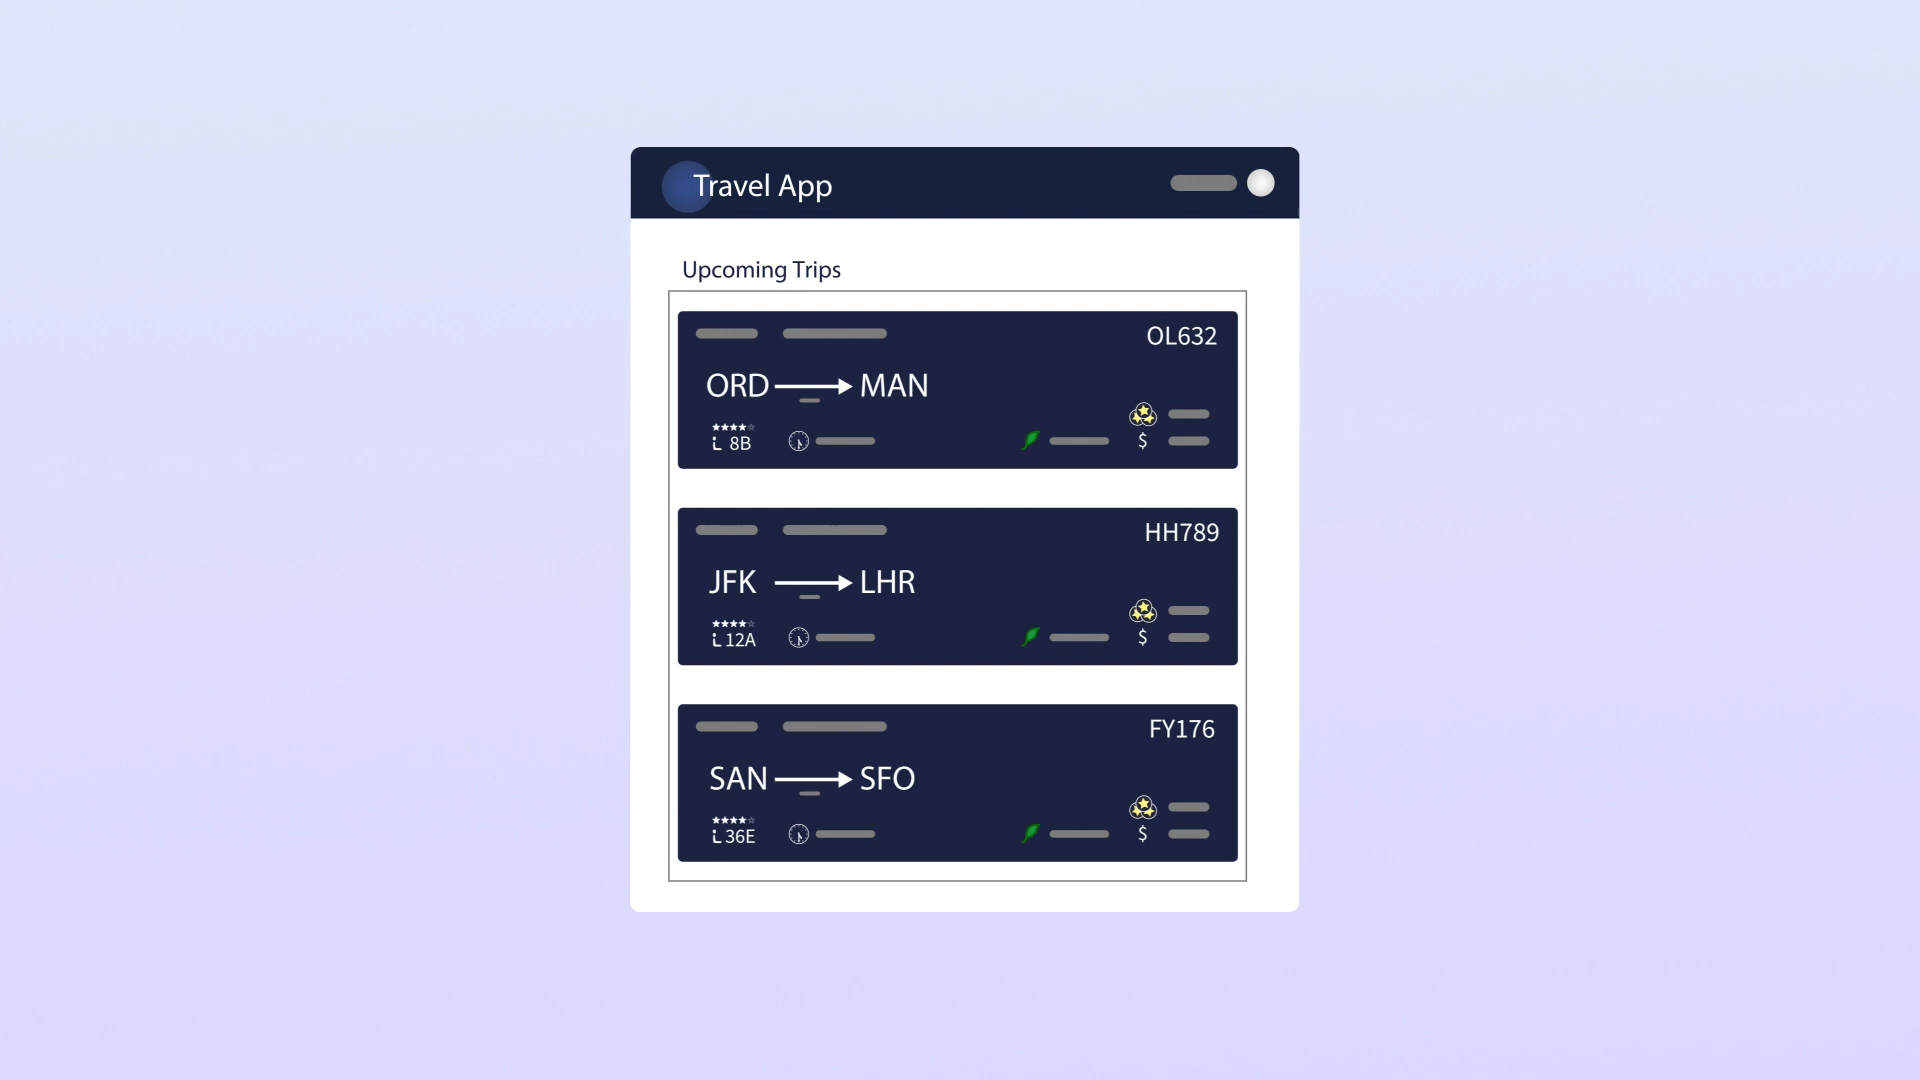 Travel App
Upcoming Trips
OL632
ORD MAN
8B
$
HH789
JFK LHR
12A
$
FY176
SAN SFO
36E
$